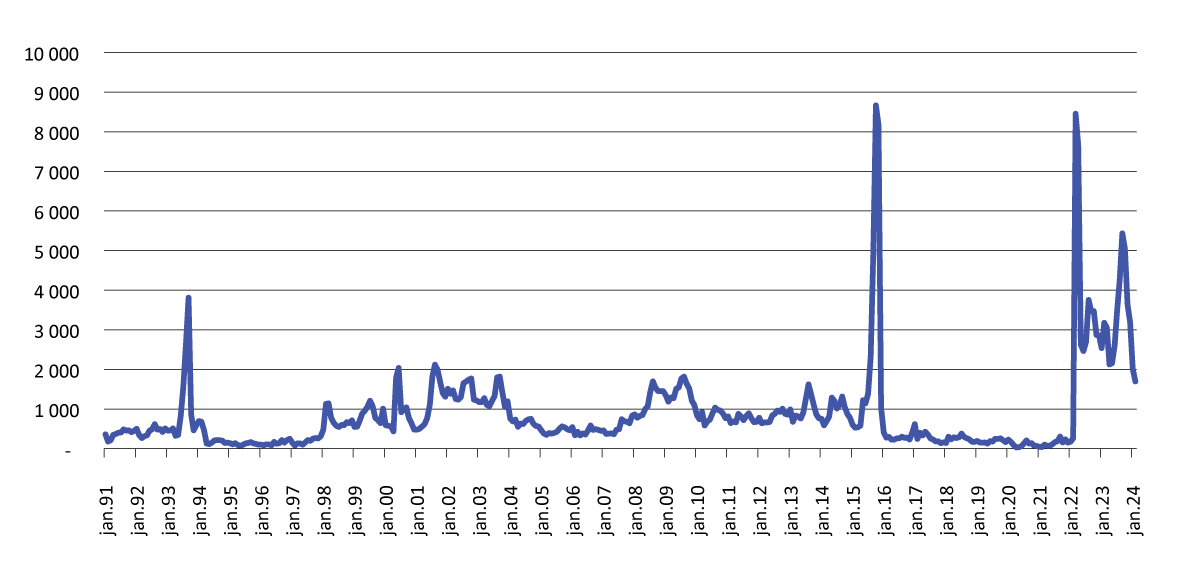 10 000
9 000
8 000
7 000
6 000
5 000
4 000
3 000
2 000
1 000
-
jan.91
jan.92
jan.93
jan.94
jan.95
jan.96
jan.97
jan.98
jan.99
jan.00
jan.01
jan.02
jan.03
jan.04
jan.05
jan.06
jan.07
jan.08
jan.09
jan.10
jan.11
jan.12
jan.13
jan.14
jan.15
jan.16
jan.17
jan.18
jan.19
jan.20
jan.21
jan.22
jan.23
jan.24